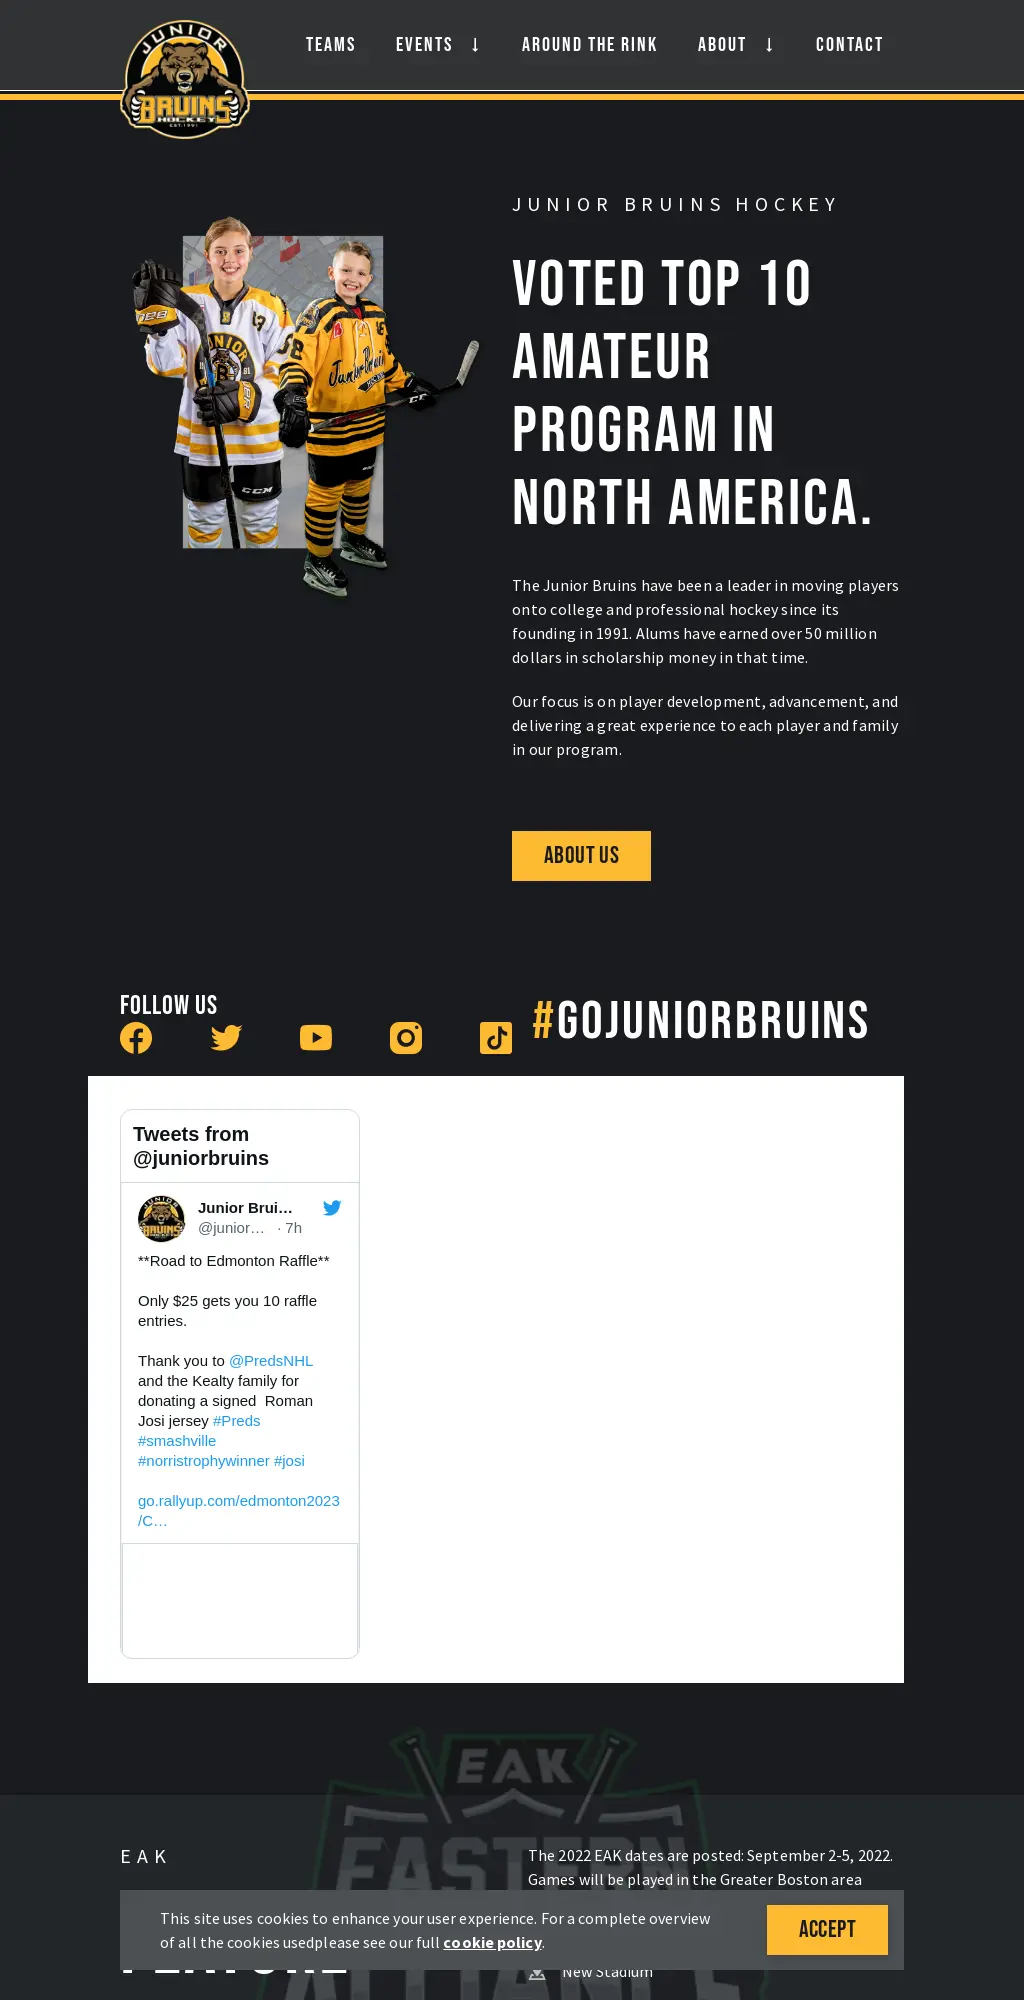 JUNIOR
BRUINS
HOCKEY
EST.1991
TEAMS
EVENTS ↓
AROUND THE RINK
ABOUT ↓
CONTACT
JUNIOR BRUINS HOCKEY
VOTED TOP 10
AMATEUR
PROGRAM IN
NORTH AMERICA.
JUNIOR
Junior Bruins
CCM
The Junior Bruins have been a leader in moving players
onto college and professional hockey since its
founding in 1991. Alums have earned over 50 million
dollars in scholarship money in that time.
Our focus is on player development, advancement, and
delivering a great experience to each player and family
in our program.
ABOUT US
FOLLOW US
#GOJUNIORBRUINS
Tweets from
@juniorbruins
Junior Brui…
@junior… · 7h
**Road to Edmonton Raffle**
Only $25 gets you 10 raffle
entries.
Thank you to @PredsNHL
and the Kealty family for
donating a signed  Roman
Josi jersey #Preds
#smashville
#norristrophywinner #josi
go.rallyup.com/edmonton2023
/C…
EAK
EASTERN
ALLIANCE
EAK
The 2022 EAK dates are posted: September 2-5, 2022.
Games will be played in the Greater Boston area
This site uses cookies to enhance your user experience. For a complete overview
of all the cookies usedplease see our full cookie policy.
ACCEPT
FEATURE
New Stadium